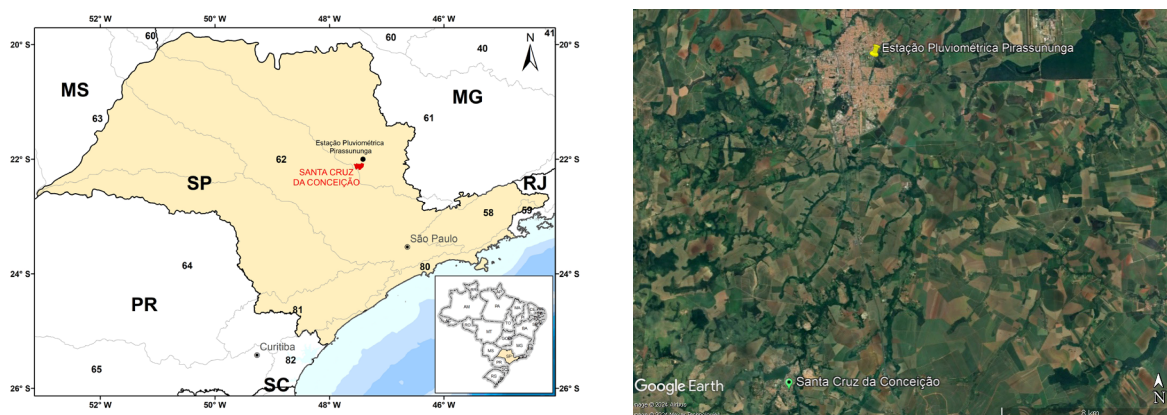 52°W
50°W
48°W
46°W
20°S
60
60
40
41
20°S
N
MS
MG
63
61
Estação Pluviométrica
Pirassununga
22°S
62
SANTA CRUZ
DA CONCEIÇÃO
22°S
SP
RJ
58
59
São Paulo
24°S
64
80
24°S
PR
81
Curitiba
82
65
26°S
SC
26°S
52°W
50°W
48°W
46°W
Estação Pluviométrica Pirassununga
Google Earth
Santa Cruz da Conceição
N
8 km